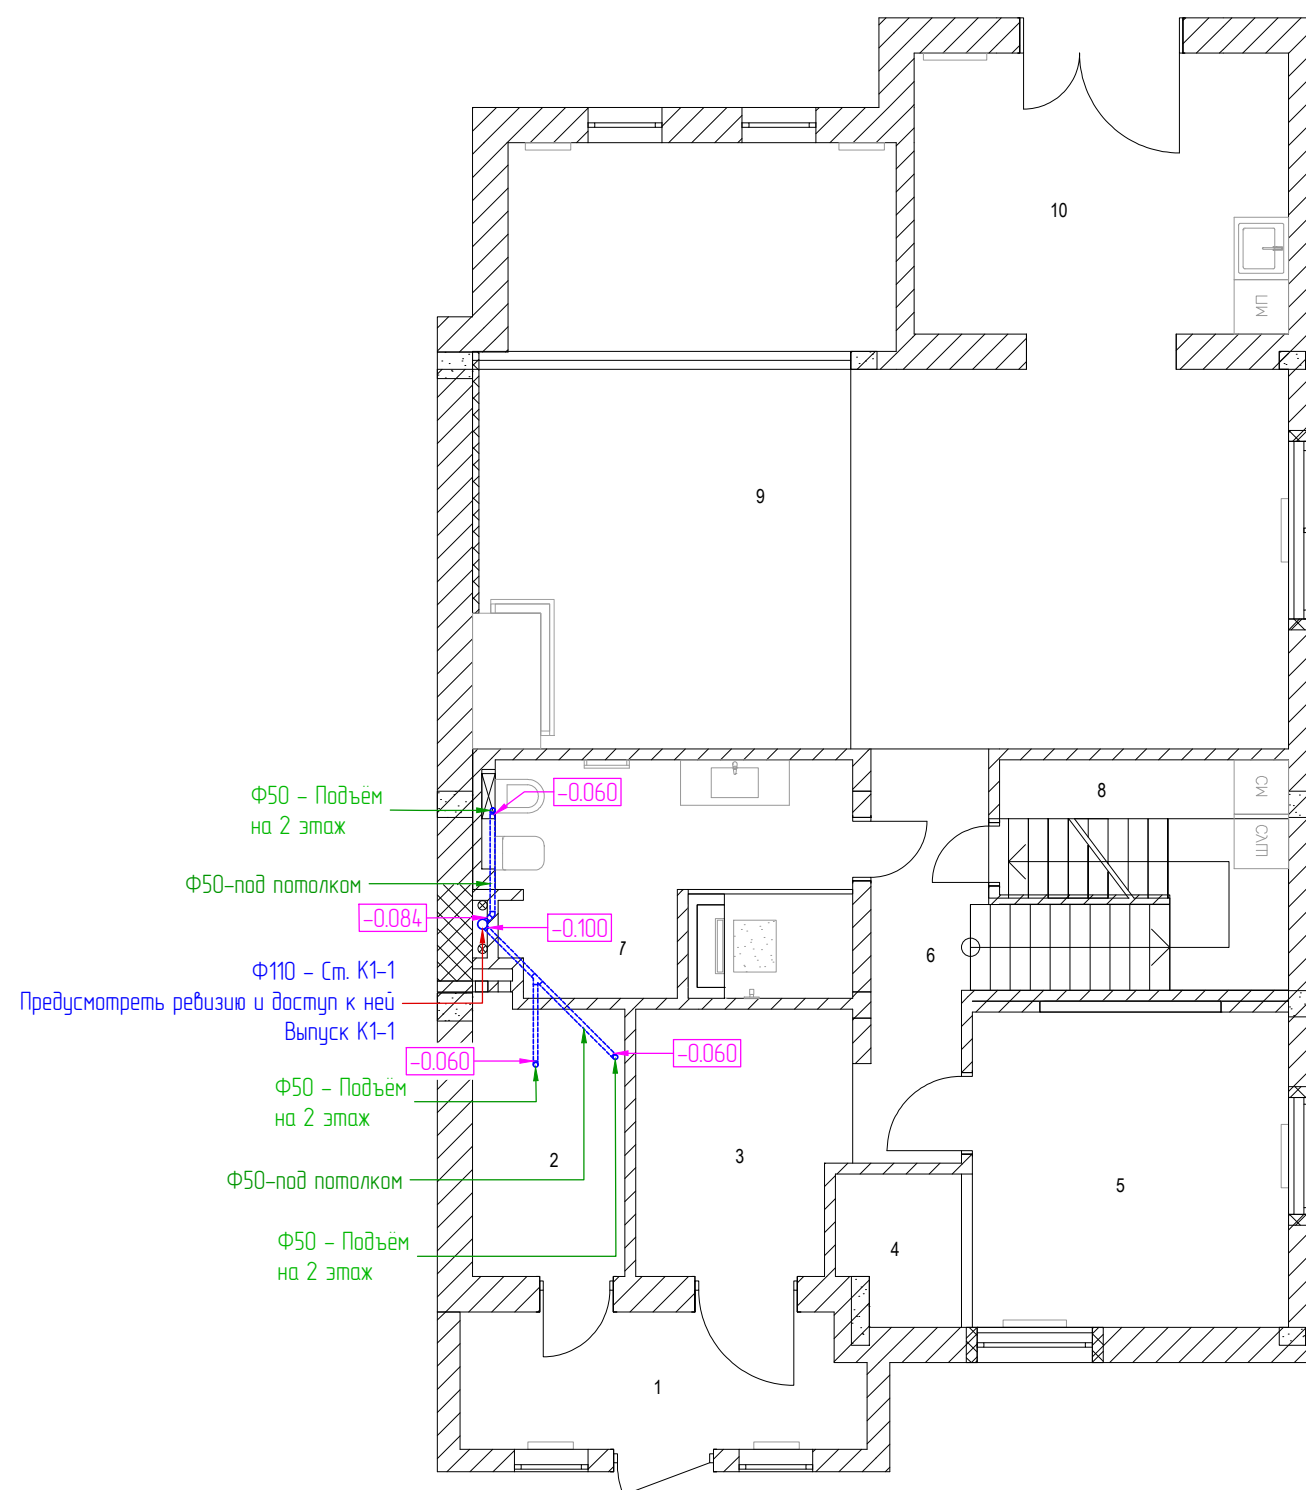 10
ПМ
9
Ф50 - Подъём
на 2 этаж
-0.060
8
СМ
СЛШ
Ф50-под потолком
-0.084
-0.100
7
6
Ф110 - Ст. К1-1
Предусмотреть ревизию и доступ к ней
Выпуск К1-1
-0.060
-0.060
Ф50 - Подъём
на 2 этаж
2
3
Ф50-под потолком
5
4
Ф50 - Подъём
на 2 этаж
1